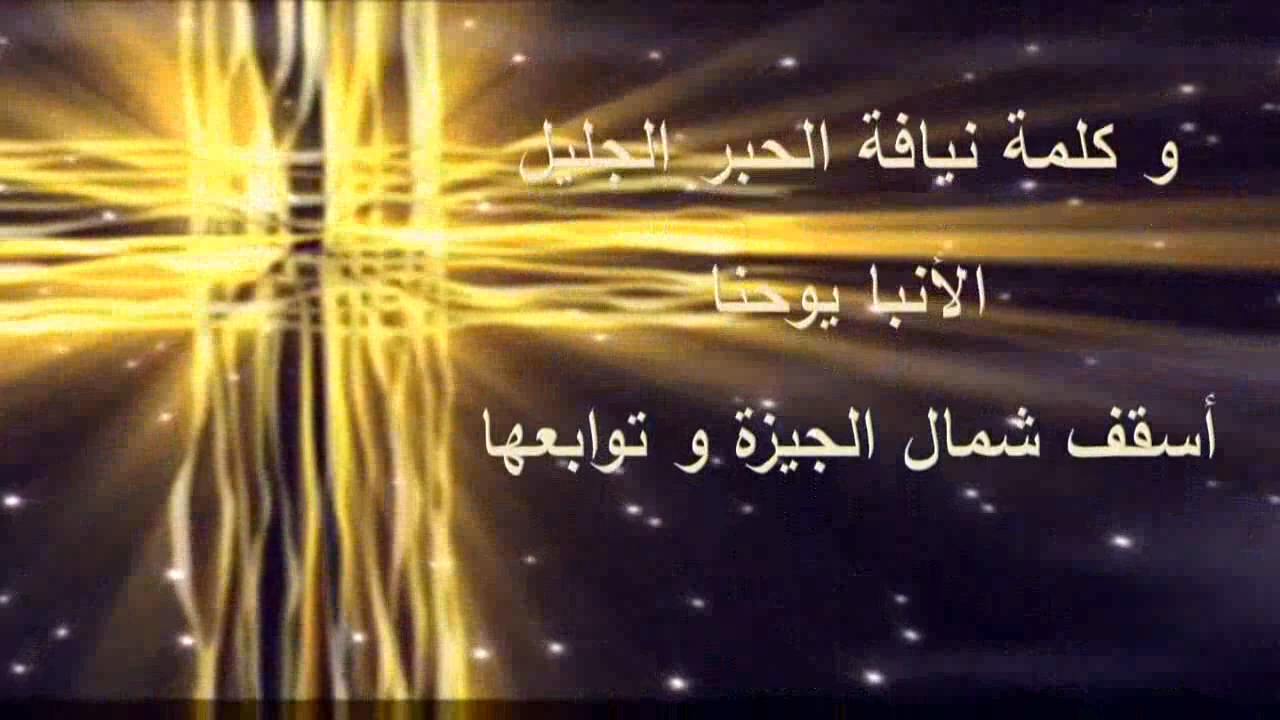 و كلمة نيافة الحبر الجليل
الأنبا يوحنا
أسقف شمال الجيزة و توابعها